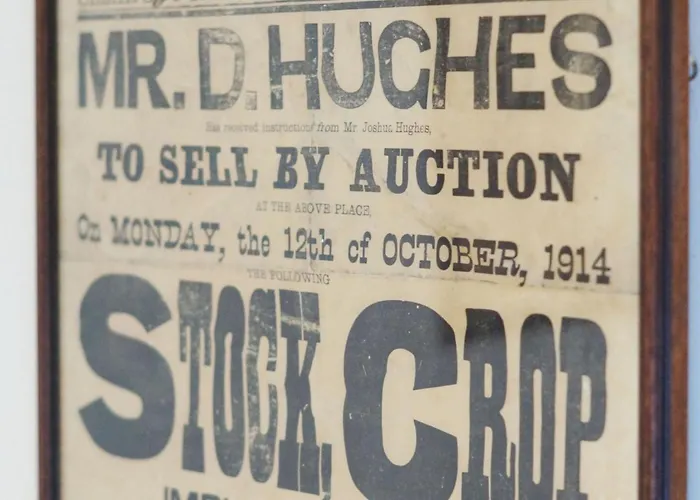 MR. D. HUGHES
Has received instructions from Mr Joshua Hughes,
TO SELL BY AUCTION
AT THE ABOVE PLACE,
On MONDAY, the 12th of OCTOBER, 1914
THE FOLLOWING
STOCK, CROP